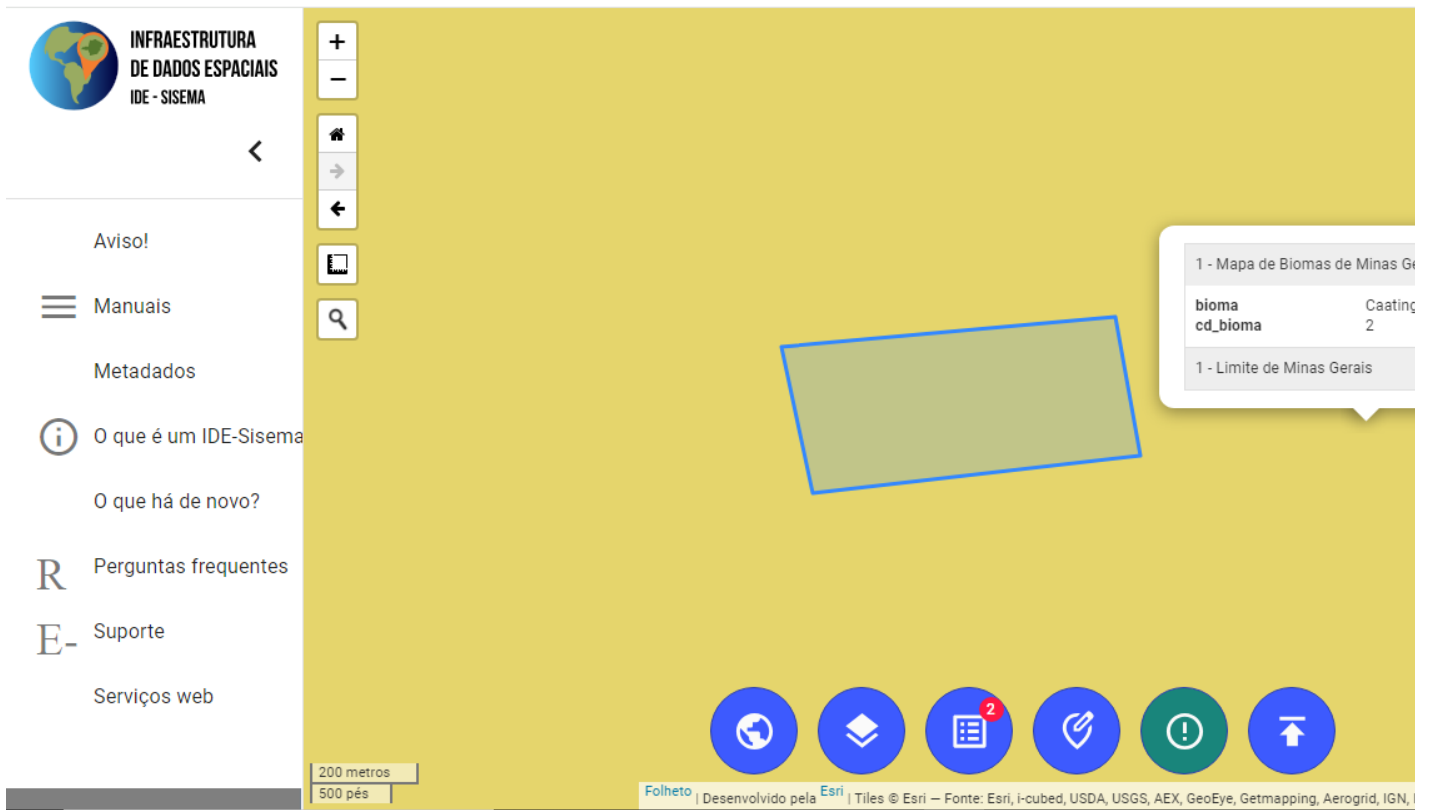 INFRAESTRUTURA
DE DADOS ESPACIAIS
IDE - SISEMA
Aviso!
Manuais
Metadados
O que é um IDE-Sisema
O que há de novo?
R
Perguntas frequentes
E-
Suporte
Serviços web
+
−
1 - Mapa de Biomas de Minas Ge
bioma Caating
cd_bioma 2
1 - Limite de Minas Gerais
2
200 metros
500 pés
Folheto | Desenvolvido pela Esri | Tiles © Esri — Fonte: Esri, i-cubed, USDA, USGS, AEX, GeoEye, Getmapping, Aerogrid, IGN,